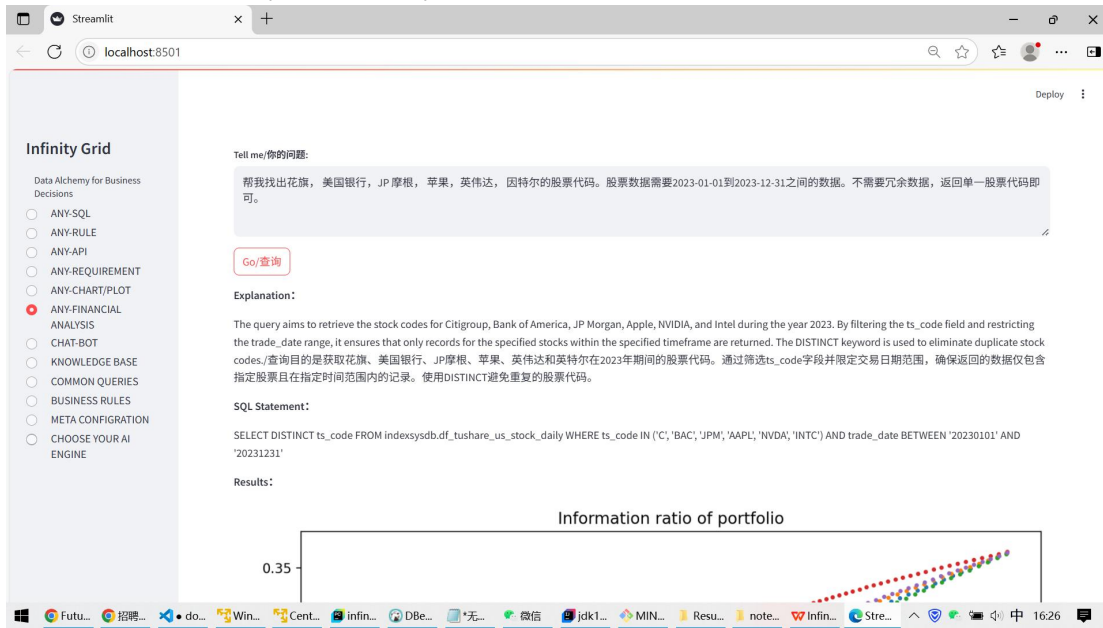 Streamlit
localhost:8501
Deploy
Infinity Grid
Data Alchemy for Business
Decisions
ANY-SQL
ANY-RULE
ANY-API
ANY-REQUIREMENT
ANY-CHART/PLOT
ANY-FINANCIAL
ANALYSIS
CHAT-BOT
KNOWLEDGE BASE
COMMON QUERIES
BUSINESS RULES
META CONFIGRATION
CHOOSE YOUR AI
ENGINE
Tell me/你的问题:
帮我找出花旗， 美国银行，JP 摩根， 苹果，英伟达， 因特尔的股票代码。股票数据需要2023-01-01到2023-12-31之间的数据。不需要冗余数据，返回单一股票代码即
可。
Go/查询
Explanation：
The query aims to retrieve the stock codes for Citigroup, Bank of America, JP Morgan, Apple, NVIDIA, and Intel during the year 2023. By filtering the ts_code field and restricting
the trade_date range, it ensures that only records for the specified stocks within the specified timeframe are returned. The DISTINCT keyword is used to eliminate duplicate stock
codes./查询目的是获取花旗、美国银行、JP摩根、苹果、英伟达和英特尔在2023年期间的股票代码。通过筛选ts_code字段并限定交易日期范围，确保返回的数据仅包含
指定股票且在指定时间范围内的记录。使用DISTINCT避免重复的股票代码。
SQL Statement：
SELECT DISTINCT ts_code FROM indexsysdb.df_tushare_us_stock_daily WHERE ts_code IN ('C', 'BAC', 'JPM', 'AAPL', 'NVDA', 'INTC') AND trade_date BETWEEN '20230101' AND
'20231231'
Results：
Information ratio of portfolio
0.35
Futu... 招聘... do... Win... Cent... infin... DBe... *无... 微信 jdk1... MIN... Resu... note... Infin... Stre... 中 16:26